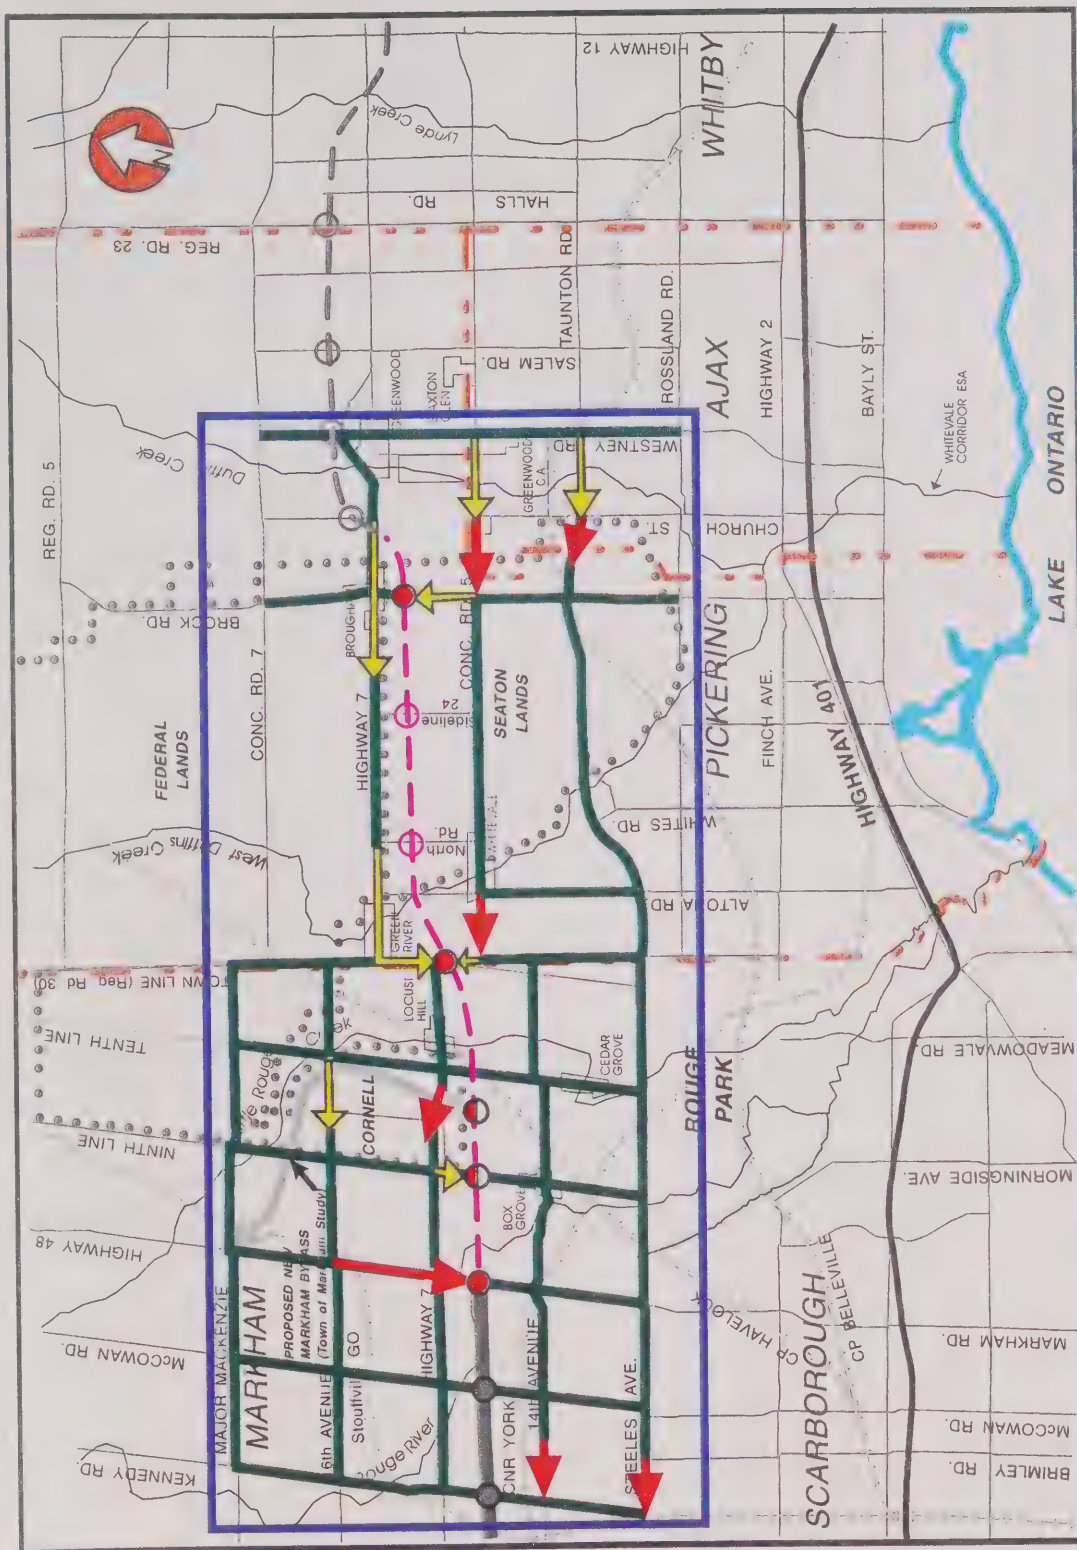 HIGHWAY 12
WHITBY
Lynde Creek
N
HALLS RD.
REG. RD. 23
TAUNTON RD.
SALEM RD.
ROSSLAND RD.
AJAX
HIGHWAY 2
BAYLY ST.
GREENWOOD
WESTNEY RD
GREENWOOD
C.A.
WHITEVALE
CORRIDOR ESA
LAKE ONTARIO
REG. RD. 5
Creek
CHURCH ST.
BROCK RD.
CONC. RD. 5
PICKERING
FINCH AVE.
CONC. RD. 7
HIGHWAY 7
Sideline
24
SEATON
LANDS
FEDERAL
LANDS
HIGHWAY 401
WHITES RD
North
Rd.
West Duffins Creek
ALTONA RD.
GREEN
RIVER
TOWN LINE (Reg Rd 30)
LOCUST
HILL
TENTH LINE
Creek
CEDAR
GROVE
MEADOWVALE RD.
ROUGE
PARK
CORNELL
NINTH LINE
MORNINGSIDE AVE.
BOX
GROVE
HIGHWAY 48
PROPOSED NEW
MARKHAM BYPASS
(Town of Markham Study)
MARKHAM
MAJOR MACKENZIE
HIGHWAY 7
CP HAVELOCK
CP BELLEVILLE
SCARBOROUGH
MARKHAM RD.
McCOWAN RD.
6th AVENUE
GO
14th AVENUE
STEELES AVE.
McCOWAN RD.
KENNEDY RD
Rouge River
CNR YORK
BRIMLEY RD.